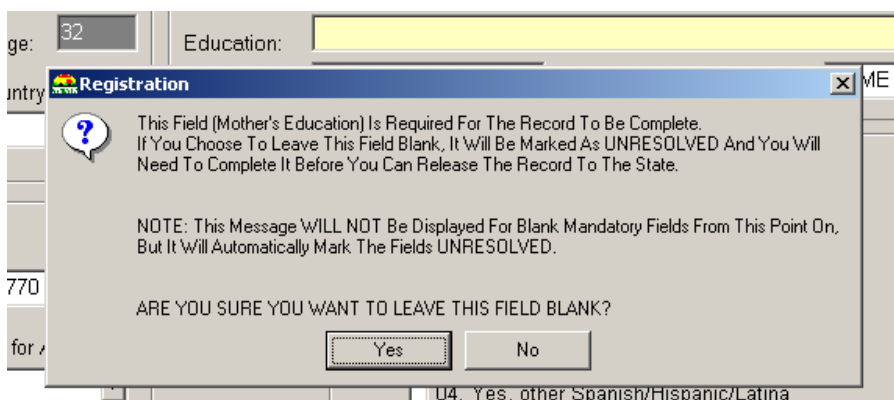 ge:
32
Education:
untry
Registration
ME
This Field (Mother's Education) Is Required For The Record To Be Complete.
If You Choose To Leave This Field Blank, It Will Be Marked As UNRESOLVED And You Will
Need To Complete It Before You Can Release The Record To The State.
NOTE: This Message WILL NOT Be Displayed For Blank Mandatory Fields From This Point On,
But It Will Automatically Mark The Fields UNRESOLVED.
770
ARE YOU SURE YOU WANT TO LEAVE THIS FIELD BLANK?
for
Yes
No
04. Yes, other Spanish/Hispanic/Latina